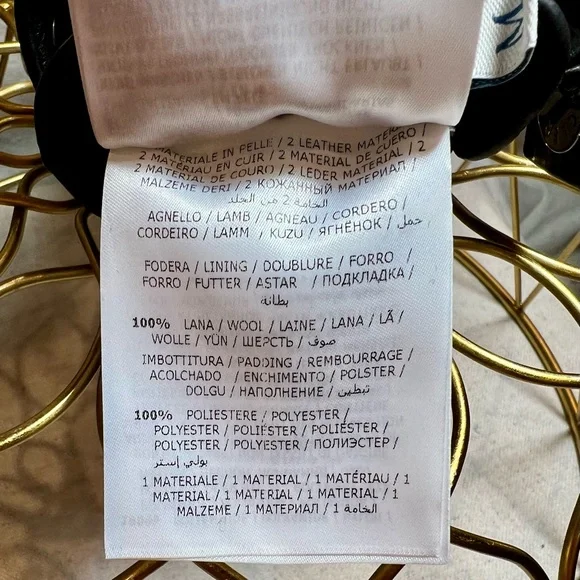 MATERIALE IN PELLE / 2 LEATHER MATERIAL /
2 MATÉRIAU EN CUIR / 2 MATERIAL DE CUERO /
2 MATERIAL DE COURO / 2 LEDER MATERIAL / 2
MALZEME DERI / 2 КОЖАННЫЙ МАТЕРИАЛ /
الخامة 2 من الجلد
AGNELLO / LAMB / AGNEAU / CORDERO /
CORDEIRO / LAMM / KUZU / ЯГНЁНОК / حمل
FODERA / LINING / DOUBLURE / FORRO /
FORRO / FUTTER / ASTAR / ПОДКЛАДКА /
بطانة
100% LANA / WOOL / LAINE / LANA / LÃ /
WOLLE / YÜN / ШЕРСТЬ / صوف
IMBOTTITURA / PADDING / REMBOURRAGE /
ACOLCHADO / ENCHIMENTO / POLSTER /
DOLGU / НАПОЛНЕНИЕ / تبطين
100% POLIESTERE / POLYESTER /
POLYESTER / POLIÉSTER / POLIÉSTER /
POLYESTER / POLYESTER / ПОЛИЭСТЕР /
بولي إستر
1 MATERIALE / 1 MATERIAL / 1 MATÉRIAU / 1
MATERIAL / 1 MATERIAL / 1 MATERIAL / 1
MALZEME / 1 МАТЕРИАЛ / 1 الخامة